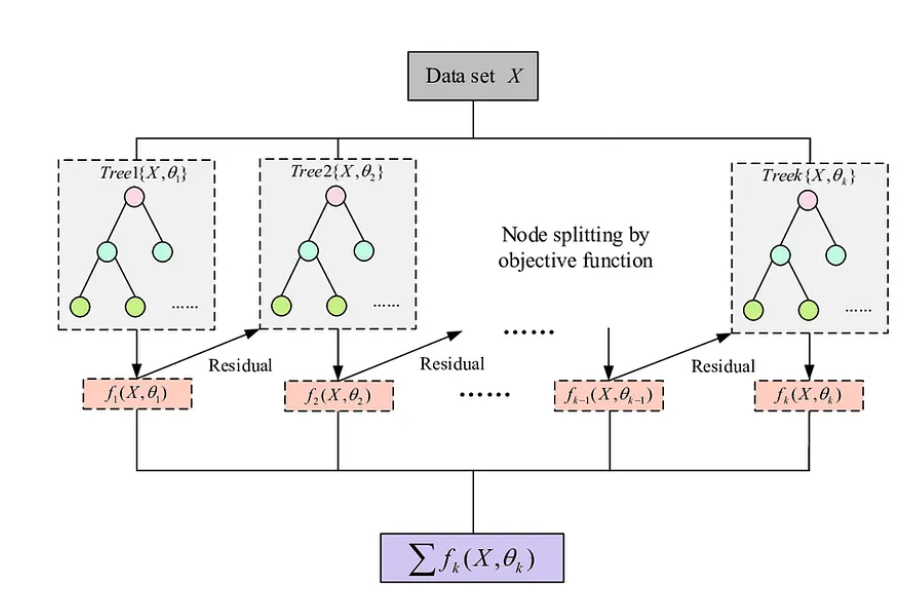 Data set X
Tree1{X,θ₁}
Tree2{X,θ₂}
Treek{X,θₖ}
Node splitting by
objective function
......
......
......
......
Residual
Residual
Residual
f₁(X,θ₁)
f₂(X,θ₂)
......
fₖ₋₁(X,θₖ₋₁)
fₖ(X,θₖ)
∑fₖ(X,θₖ)